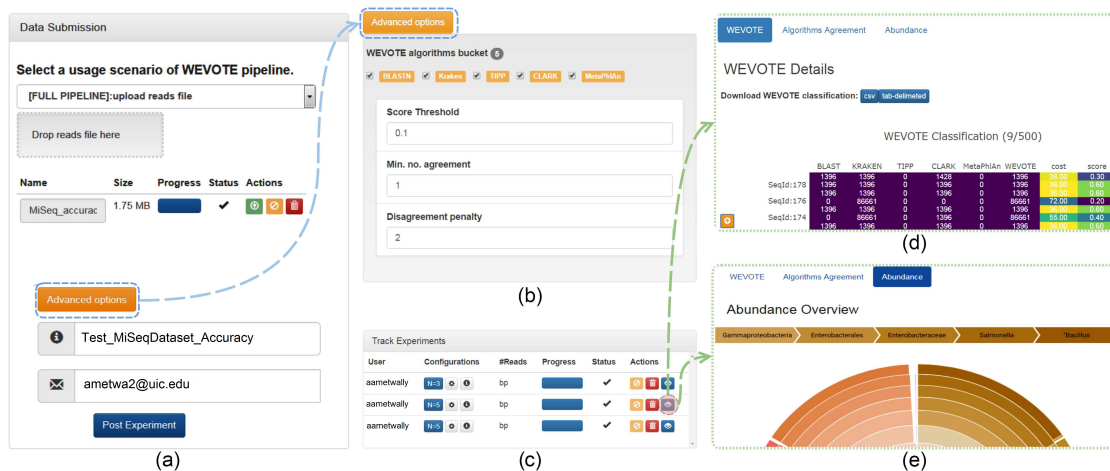 Data Submission
Select a usage scenario of WEVOTE pipeline.
[FULL PIPELINE]:upload reads file
Drop reads file here
Name Size Progress Status Actions
MiSeq_accurac 1.75 MB
Advanced options
Test_MiSeqDataset_Accuracy
ametwa2@uic.edu
Post Experiment
(a)
Advanced options
WEVOTE algorithms bucket 5
BLASTN Kraken TIPP CLARK MetaPhlAn
Score Threshold
0.1
Min. no. agreement
1
Disagreement penalty
2
(b)
Track Experiments
User Configurations #Reads Progress Status Actions
aametwally N=3 bp
aametwally N=5 bp
aametwally N=5 bp
(c)
WEVOTE Algorithms Agreement Abundance
WEVOTE Details
Download WEVOTE classification: csv tab-delimeted
WEVOTE Classification (9/500)
BLAST KRAKEN TIPP CLARK MetaPhlAn WEVOTE cost score
1396 1396 0 1428 0 1396 36.00 0.30
SeqId:178 1396 1396 0 1396 0 1396 36.00 0.60
1396 1396 0 1396 0 1396 36.00 0.60
SeqId:176 0 86661 0 0 0 86661 72.00 0.20
1396 1396 0 1396 0 1396 36.00 0.60
SeqId:174 0 86661 0 86661 0 86661 55.00 0.40
1396 1396 0 1396 0 1396 36.00 0.60
(d)
WEVOTE Algorithms Agreement Abundance
Abundance Overview
Gammaproteobacteria Enterobacterales Enterobacteraceae Salmonella "Bacillus
(e)